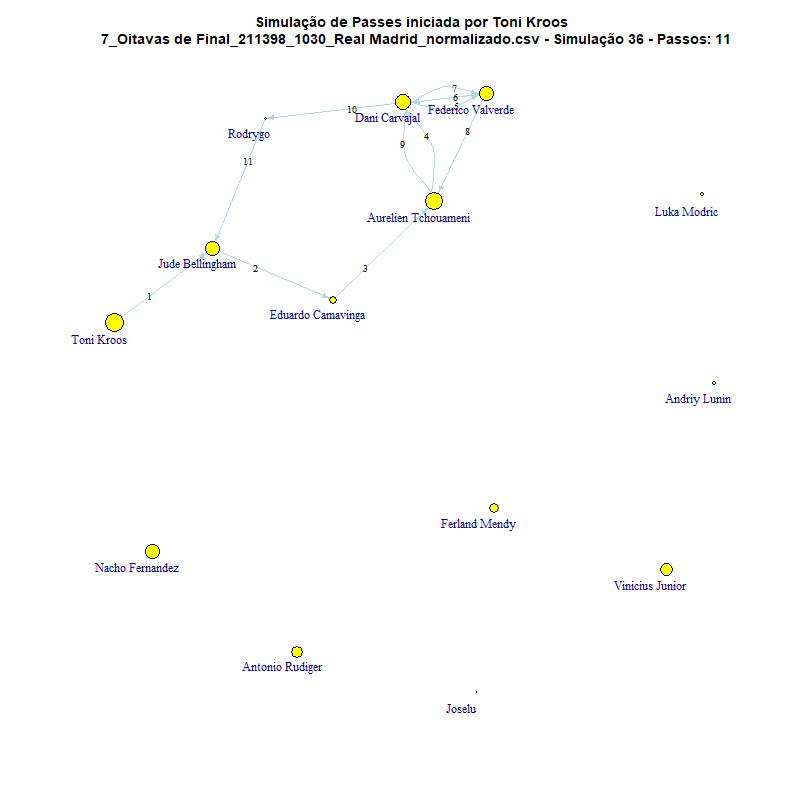 Simulação de Passes iniciada por Toni Kroos
7_Oitavas de Final_211398_1030_Real Madrid_normalizado.csv - Simulação 36 - Passos: 11
7
6
5
Federico Valverde
10
Dani Carvajal
Rodrygo
8
4
9
11
Luka Modric
Aurelien Tchouameni
Jude Bellingham
2
3
1
Eduardo Camavinga
Toni Kroos
Andriy Lunin
Ferland Mendy
Nacho Fernandez
Vinicius Junior
Antonio Rudiger
Joselu